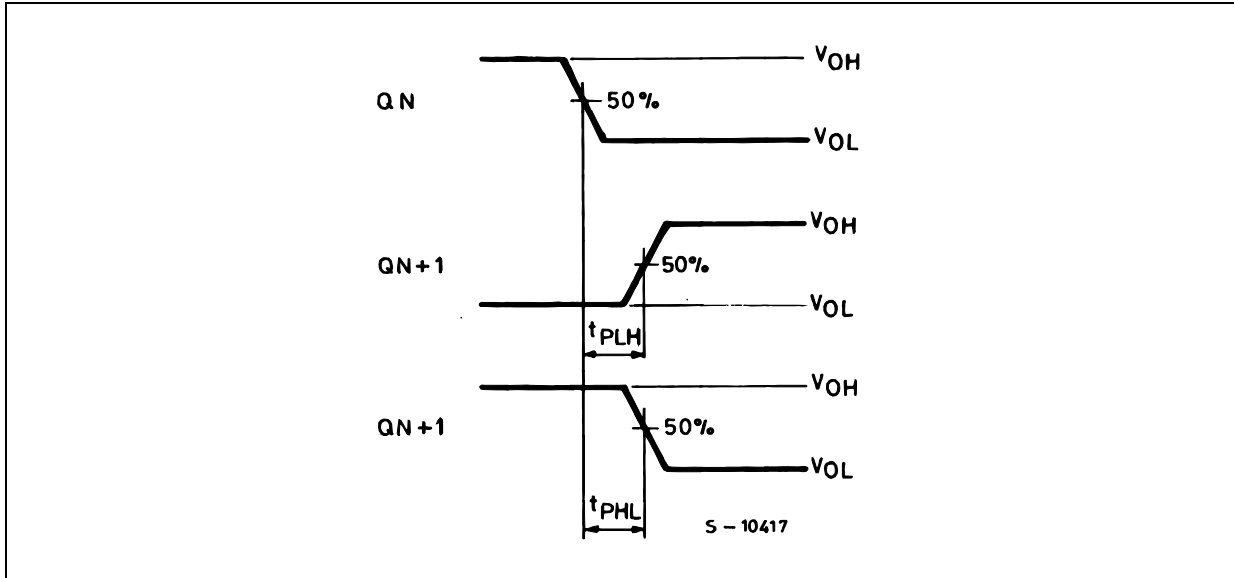 VOH
QN
50%
VOL
VOH
QN+1
50%
VOL
tPLH
VOH
QN+1
50%
VOL
tPHL
S - 10417